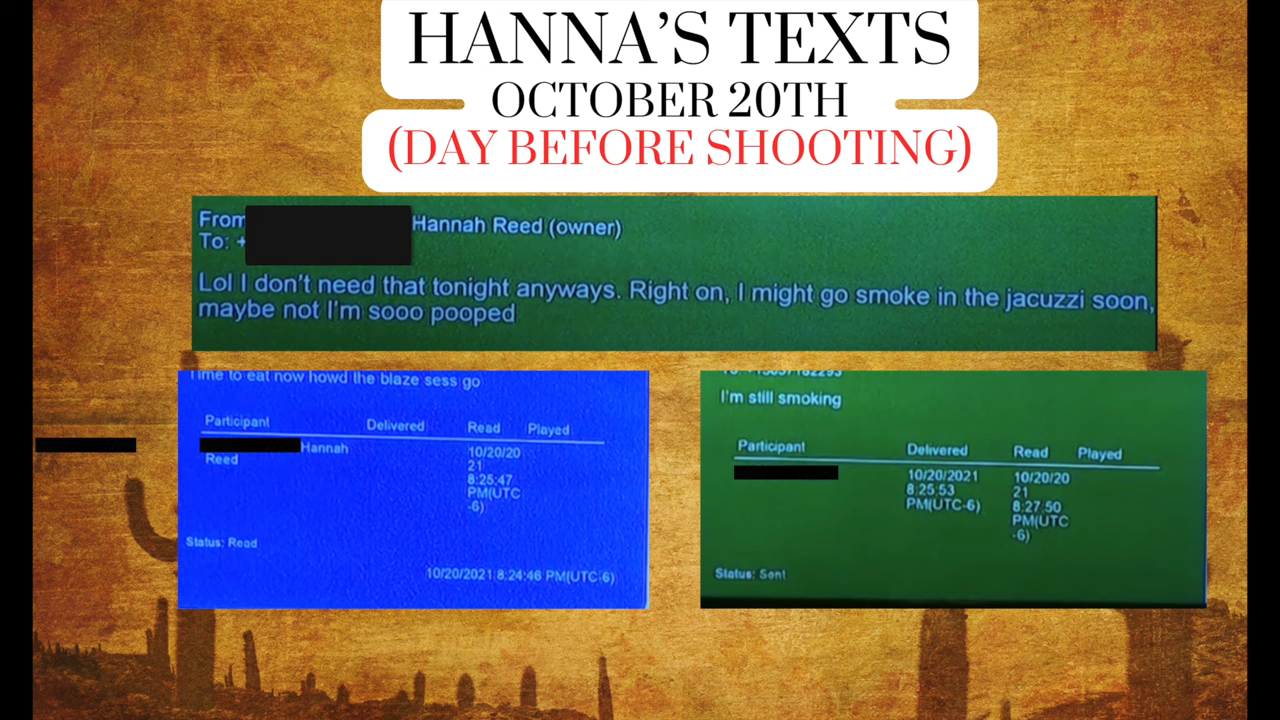 HANNA'S TEXTS
OCTOBER 20TH
(DAY BEFORE SHOOTING)
From
Hannah Reed (owner)
To: +
Lol I don't need that tonight anyways. Right on, I might go smoke in the jacuzzi soon,
maybe not I'm sooo pooped
Time to eat now howd the blaze sess go
Participant Delivered Read Played
Hannah
Reed
10/20/20
21
8:25:47
PM(UTC
-6)
Status: Read
10/20/2021 8:24:46 PM(UTC-6)
I'm still smoking
Participant Delivered Read Played
10/20/2021
8:25:53
PM(UTC-6)
10/20/20
21
8:27:50
PM(UTC
-6)
Status: Sent